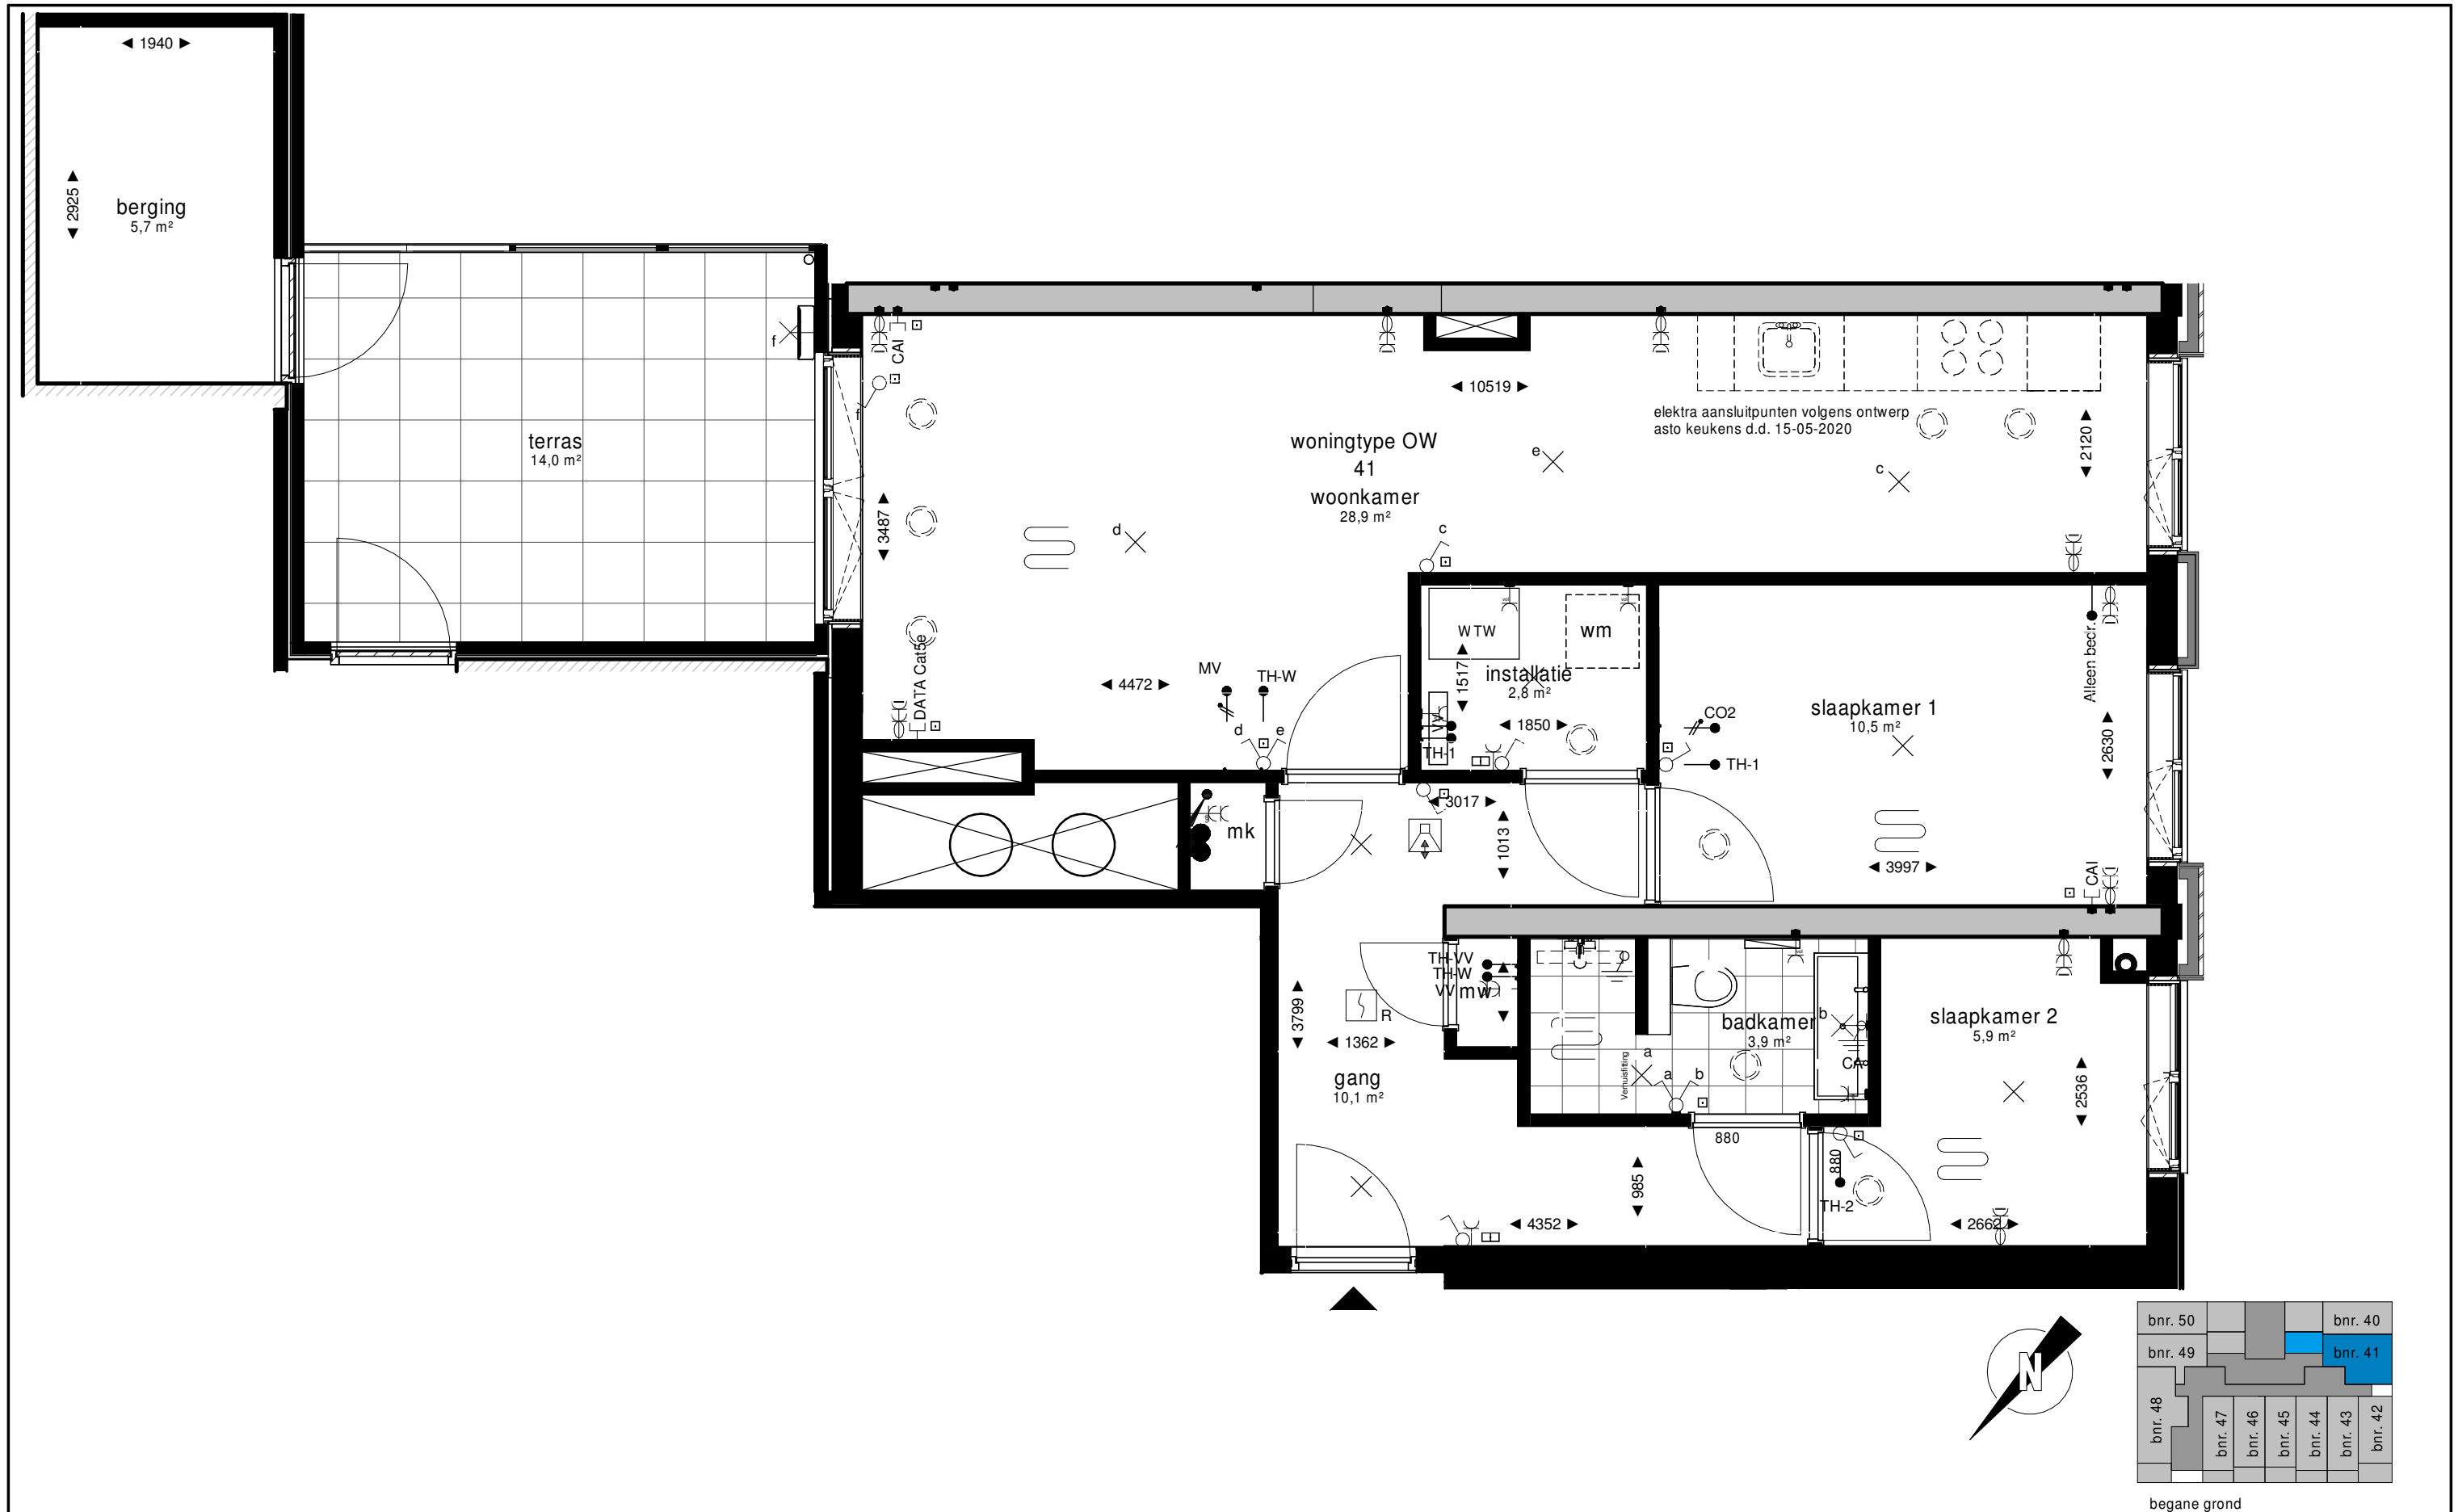 ◄ 1940 ►
◄ 2925 ►
berging
5,7 m²
terras
14,0 m²
f
f
CAI
◄ 10519 ►
elektra aansluitpunten volgens ontwerp
asto keukens d.d. 15-05-2020
woningtype OW
41
woonkamer
28,9 m²
e
c
◄ 2120 ►
◄ 3487 ►
d
c
DATA Cat5e
◄ 4472 ►
MV
TH-W
d
e
WTW
wm
◄ 1517 ►
installatie
2,8 m²
◄ 1850 ►
VV
TH-1
Alleen bedr.
slaapkamer 1
10,5 m²
CO2
TH-1
◄ 2630 ►
◄ 3997 ►
CAI
mk
◄ 3017 ►
◄ 1013 ►
TH-VV
TH-W
VV
mw
R
◄ 3799 ►
◄ 1362 ►
gang
10,1 m²
badkamer
3,9 m²
b
a
a
b
Verhuisfitting
CA
slaapkamer 2
5,9 m²
◄ 2536 ►
880
880
TH-2
◄ 985 ►
◄ 4352 ►
◄ 2662 ►
N
bnr. 50
bnr. 40
bnr. 49
bnr. 41
bnr. 48
bnr. 47
bnr. 46
bnr. 45
bnr. 44
bnr. 43
bnr. 42
begane grond